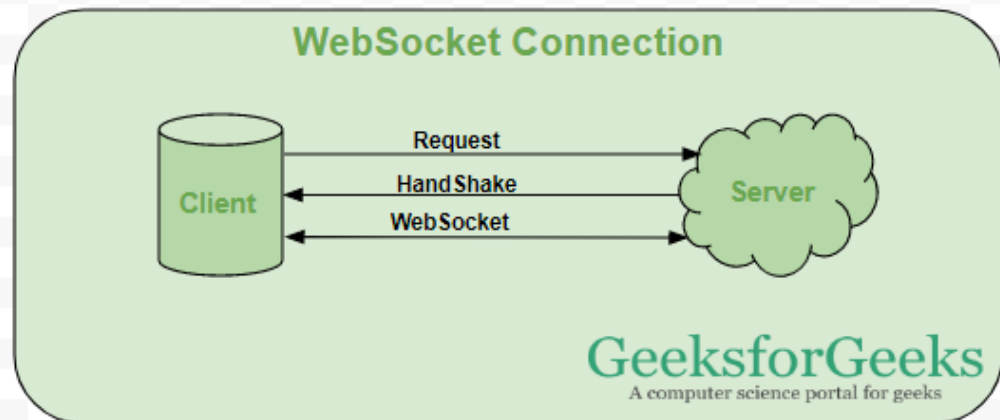 WebSocket Connection
Request
HandShake
Client
Server
WebSocket
GeeksforGeeks
A computer science portal for geeks